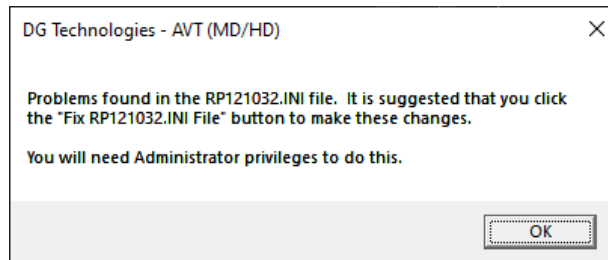 DG Technologies - AVT (MD/HD)
Problems found in the RP121032.INI file.  It is suggested that you click
the "Fix RP121032.INI File" button to make these changes.
You will need Administrator privileges to do this.
OK